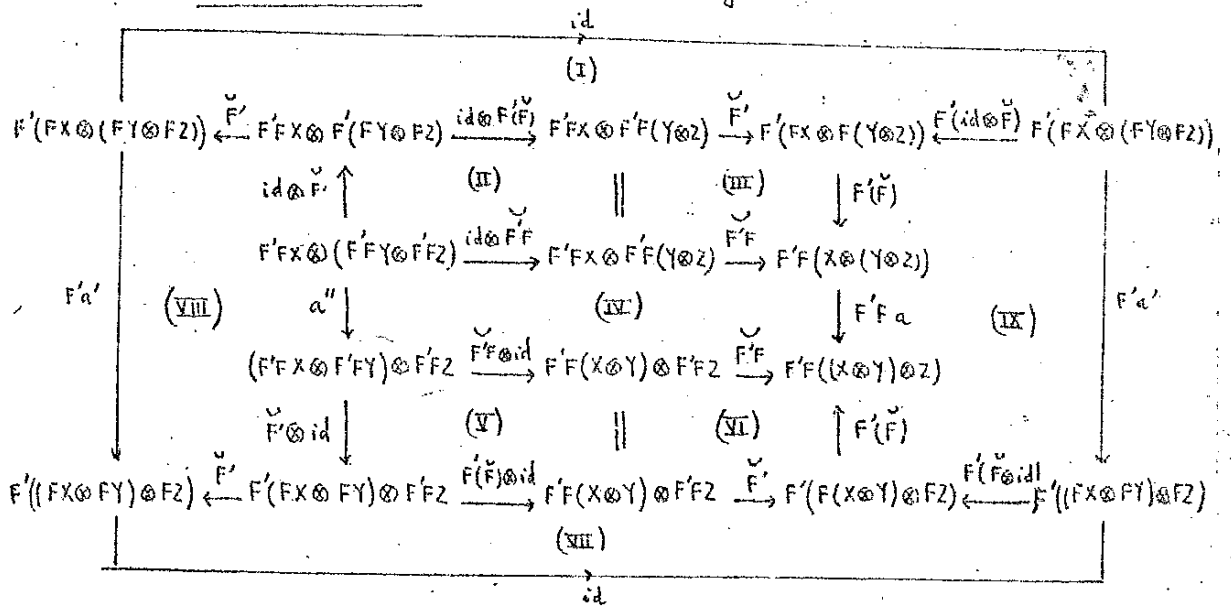 id
(I)
F'(FX⊗(FY⊗FZ)) ←F̆' F'FX⊗F'(FY⊗FZ) id⊗F'(F̆)→ F'FX⊗F'F(Y⊗Z) F̆'→ F'(FX⊗F(Y⊗Z)) ←F'(id⊗F̆) F'(FX⊗(FY⊗FZ))
id⊗F̆' ↑ (II) ‖ (III) ↓ F'(F̆)
F'FX⊗(F'FY⊗F'FZ) id⊗F̆'F→ F'FX⊗F'F(Y⊗Z) F̆'F→ F'F(X⊗(Y⊗Z))
F'a' ↓ (VIII) a'' ↓ (IV) ↓ F'Fa (IX) ↓ F'a'
(F'FX⊗F'FY)⊗F'FZ F̆'F⊗id→ F'F(X⊗Y)⊗F'FZ F̆'F→ F'F((X⊗Y)⊗Z)
F̆'⊗id ↓ (V) ‖ (VI) ↑ F'(F̆)
F'((FX⊗FY)⊗FZ) ←F̆' F'(FX⊗FY)⊗F'FZ F'(F̆)⊗id→ F'F(X⊗Y)⊗F'FZ F̆'→ F'(F(X⊗Y)⊗FZ) ←F'(F̆⊗id) F'((FX⊗FY)⊗FZ)
(VII)
id